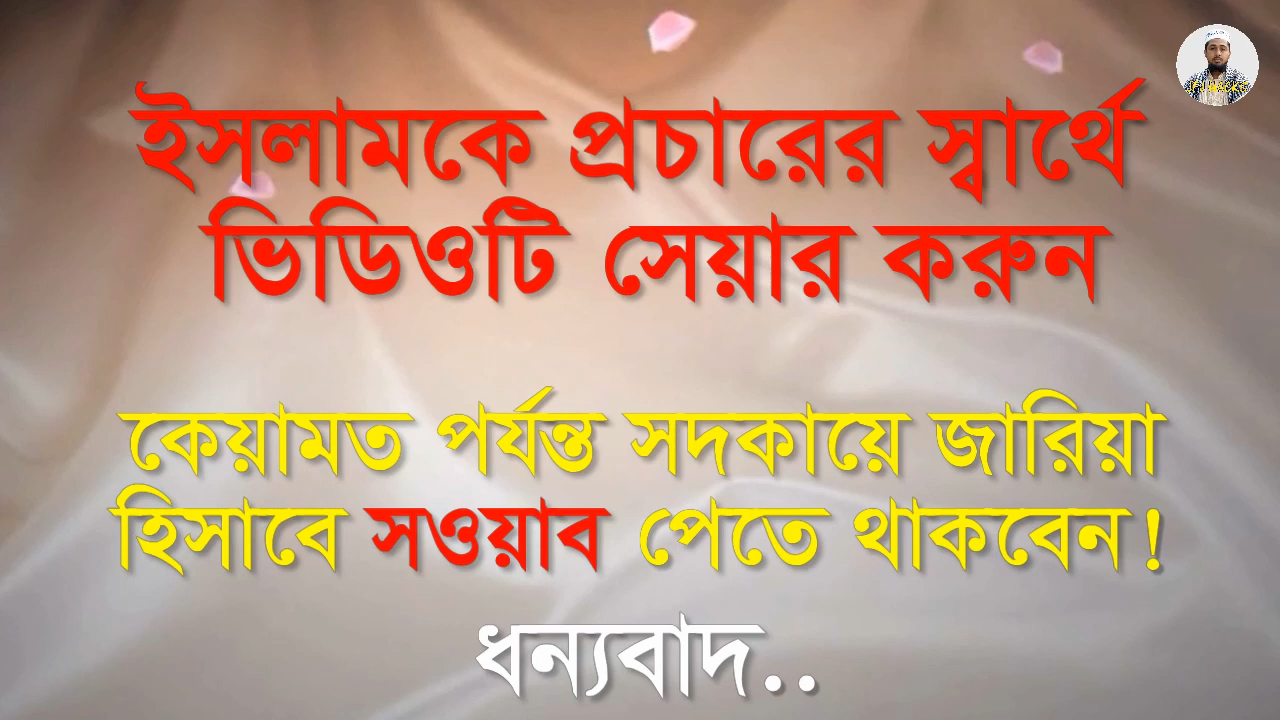 ইসলামকে প্রচারের স্বার্থে
ভিডিওটি সেয়ার করুন
কেয়ামত পর্যন্ত সদকায়ে জারিয়া
হিসাবে সওয়াব পেতে থাকবেন!
ধন্যবাদ..